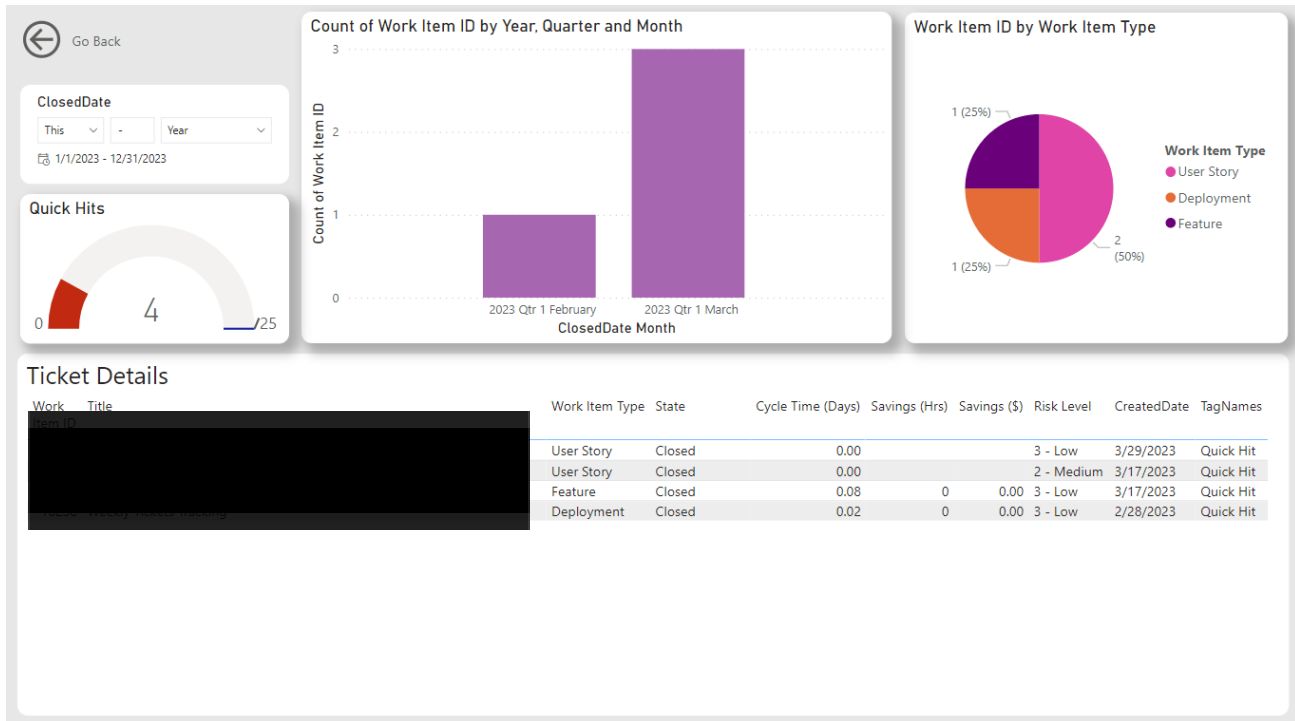 Go Back
ClosedDate
This - Year
1/1/2023 - 12/31/2023
Quick Hits
0 4 /25
Count of Work Item ID by Year, Quarter and Month
Count of Work Item ID
3
2
1
0
2023 Qtr 1 February 2023 Qtr 1 March
ClosedDate Month
Work Item ID by Work Item Type
1 (25%)
2
(50%)
1 (25%)
Work Item Type
User Story
Deployment
Feature
Ticket Details
Work Title Work Item Type State Cycle Time (Days) Savings (Hrs) Savings ($) Risk Level CreatedDate TagNames
Item ID
User Story Closed 0.00 3 - Low 3/29/2023 Quick Hit
User Story Closed 0.00 2 - Medium 3/17/2023 Quick Hit
Feature Closed 0.08 0 0.00 3 - Low 3/17/2023 Quick Hit
Weekly Tickets Tracking Deployment Closed 0.02 0 0.00 3 - Low 2/28/2023 Quick Hit